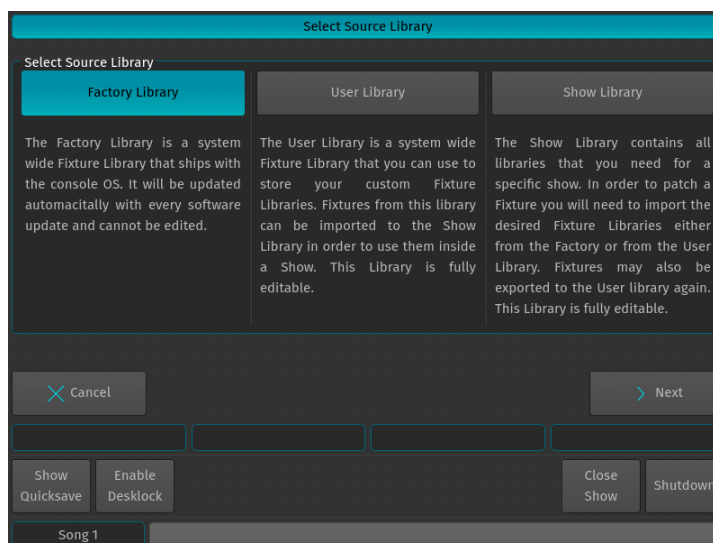 Select Source Library
Select Source Library
Factory Library
User Library
Show Library
The Factory Library is a system
wide Fixture Library that ships with
the console OS. It will be updated
automacitally with every software
update and cannot be edited.
The User Library is a system wide
Fixture Library that you can use to
store your custom Fixture
Libraries. Fixtures from this library
can be imported to the Show
Library in order to use them inside
a Show. This Library is fully
editable.
The Show Library contains all
libraries that you need for a
specific show. In order to patch a
Fixture you will need to import the
desired Fixture Libraries either
from the Factory or from the User
Library. Fixtures may also be
exported to the User library again.
This Library is fully editable.
Cancel
Next
Show
Quicksave
Enable
Desklock
Close
Show
Shutdown
Song 1